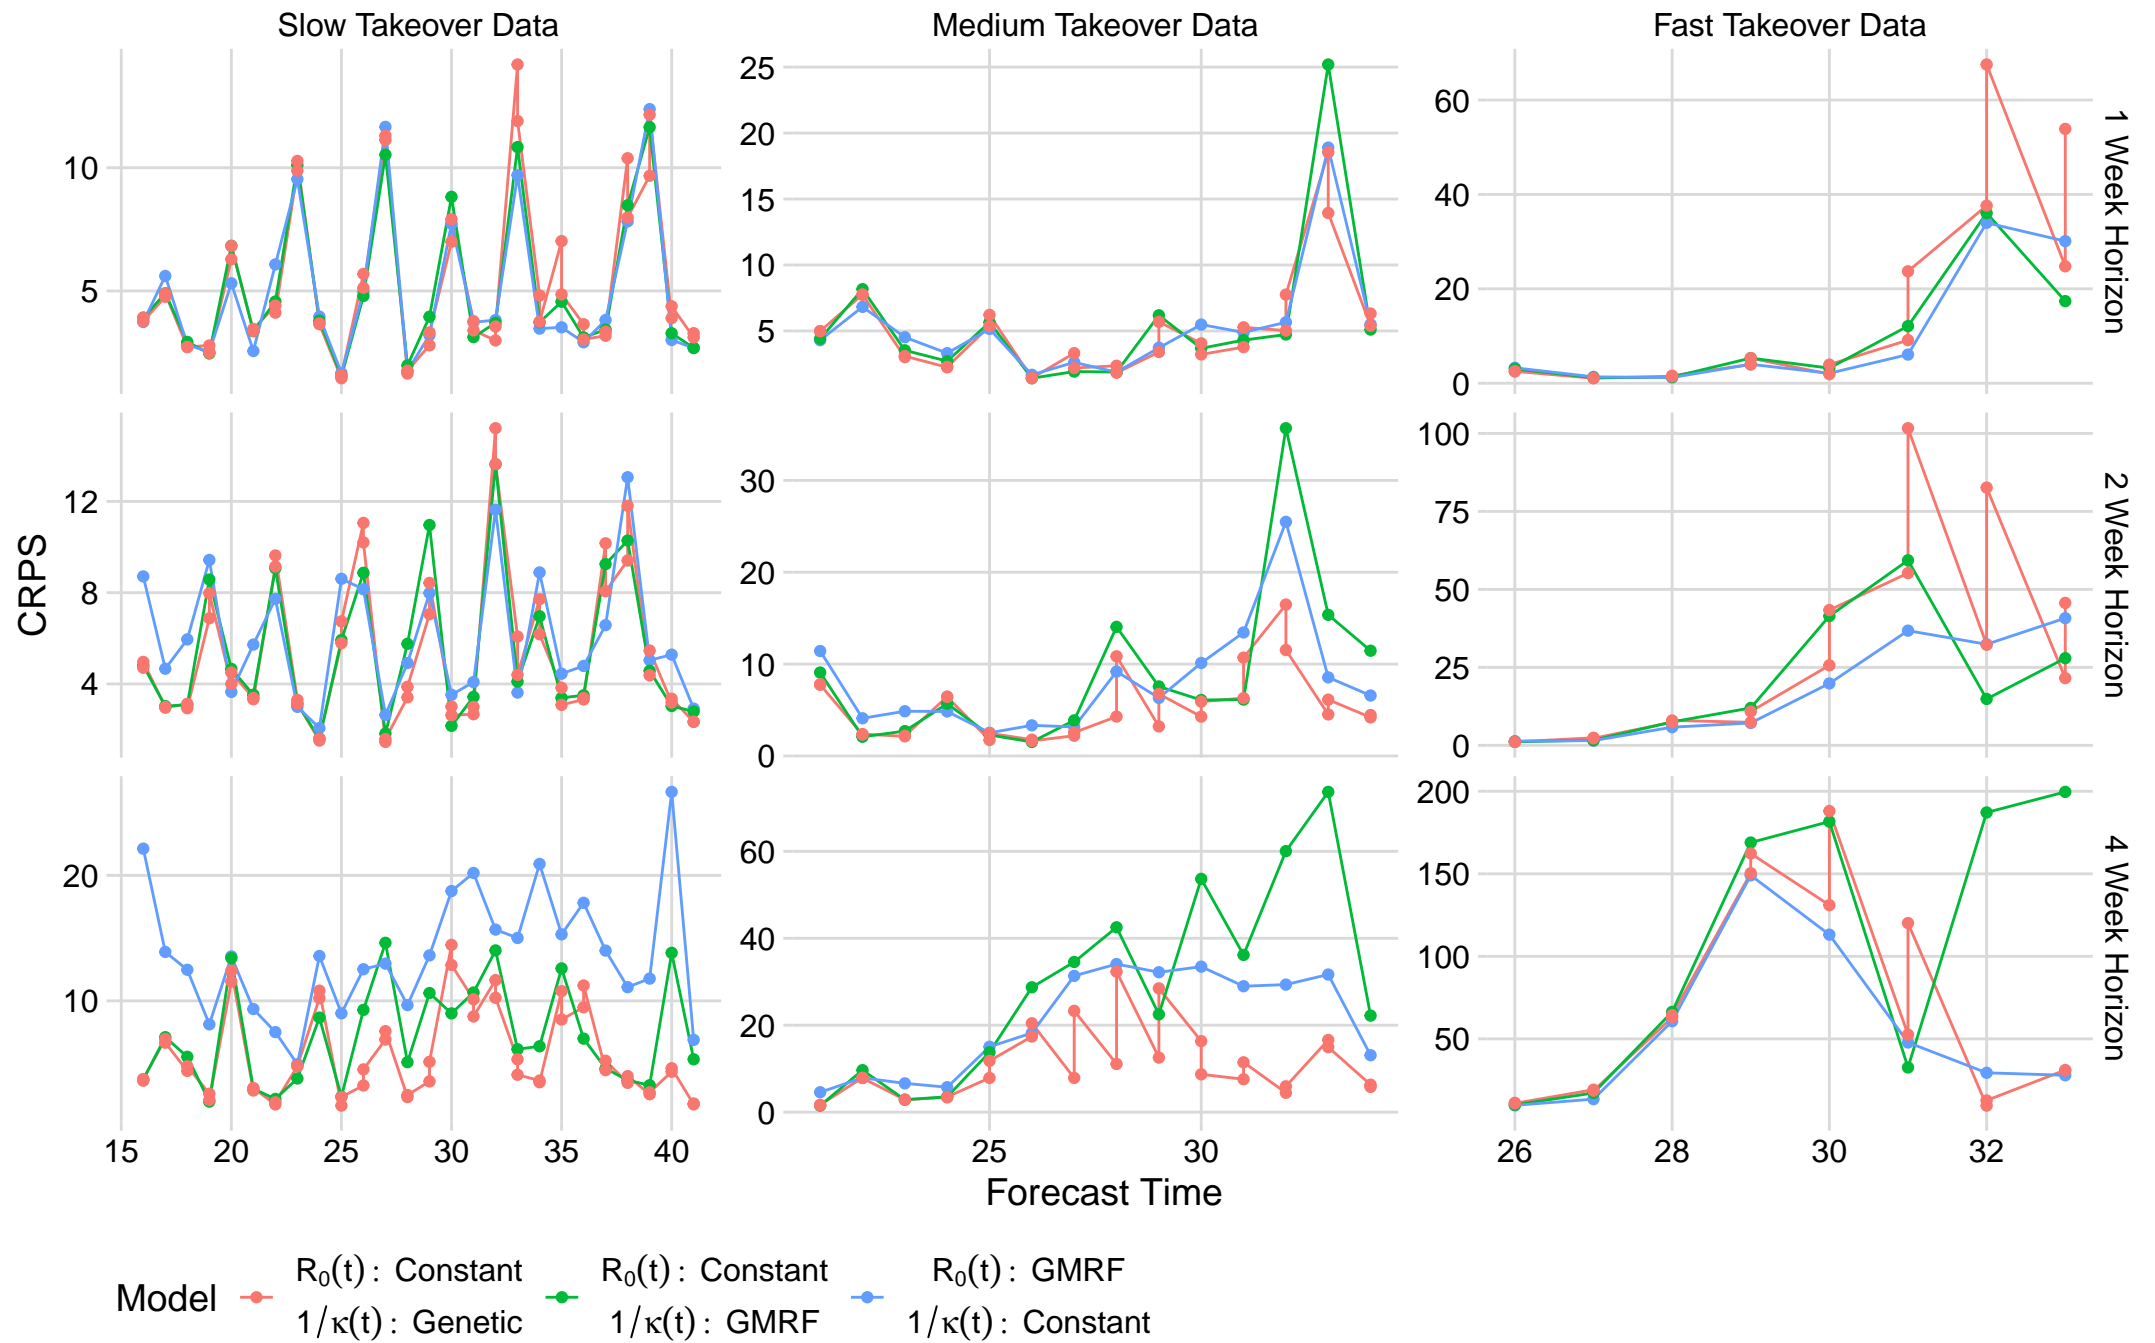 Slow Takeover Data Medium Takeover Data Fast Takeover Data
10
5
25
20
15
10
5
60
40
20
0
1 Week Horizon
12
8
4
30
20
10
0
100
75
50
25
0
2 Week Horizon
20
10
60
40
20
0
200
150
100
50
4 Week Horizon
CRPS
15 20 25 30 35 40 25 30 26 28 30 32
Forecast Time
Model
R₀(t) : Constant
1/κ(t) : Genetic
R₀(t) : Constant
1/κ(t) : GMRF
R₀(t) : GMRF
1/κ(t) : Constant